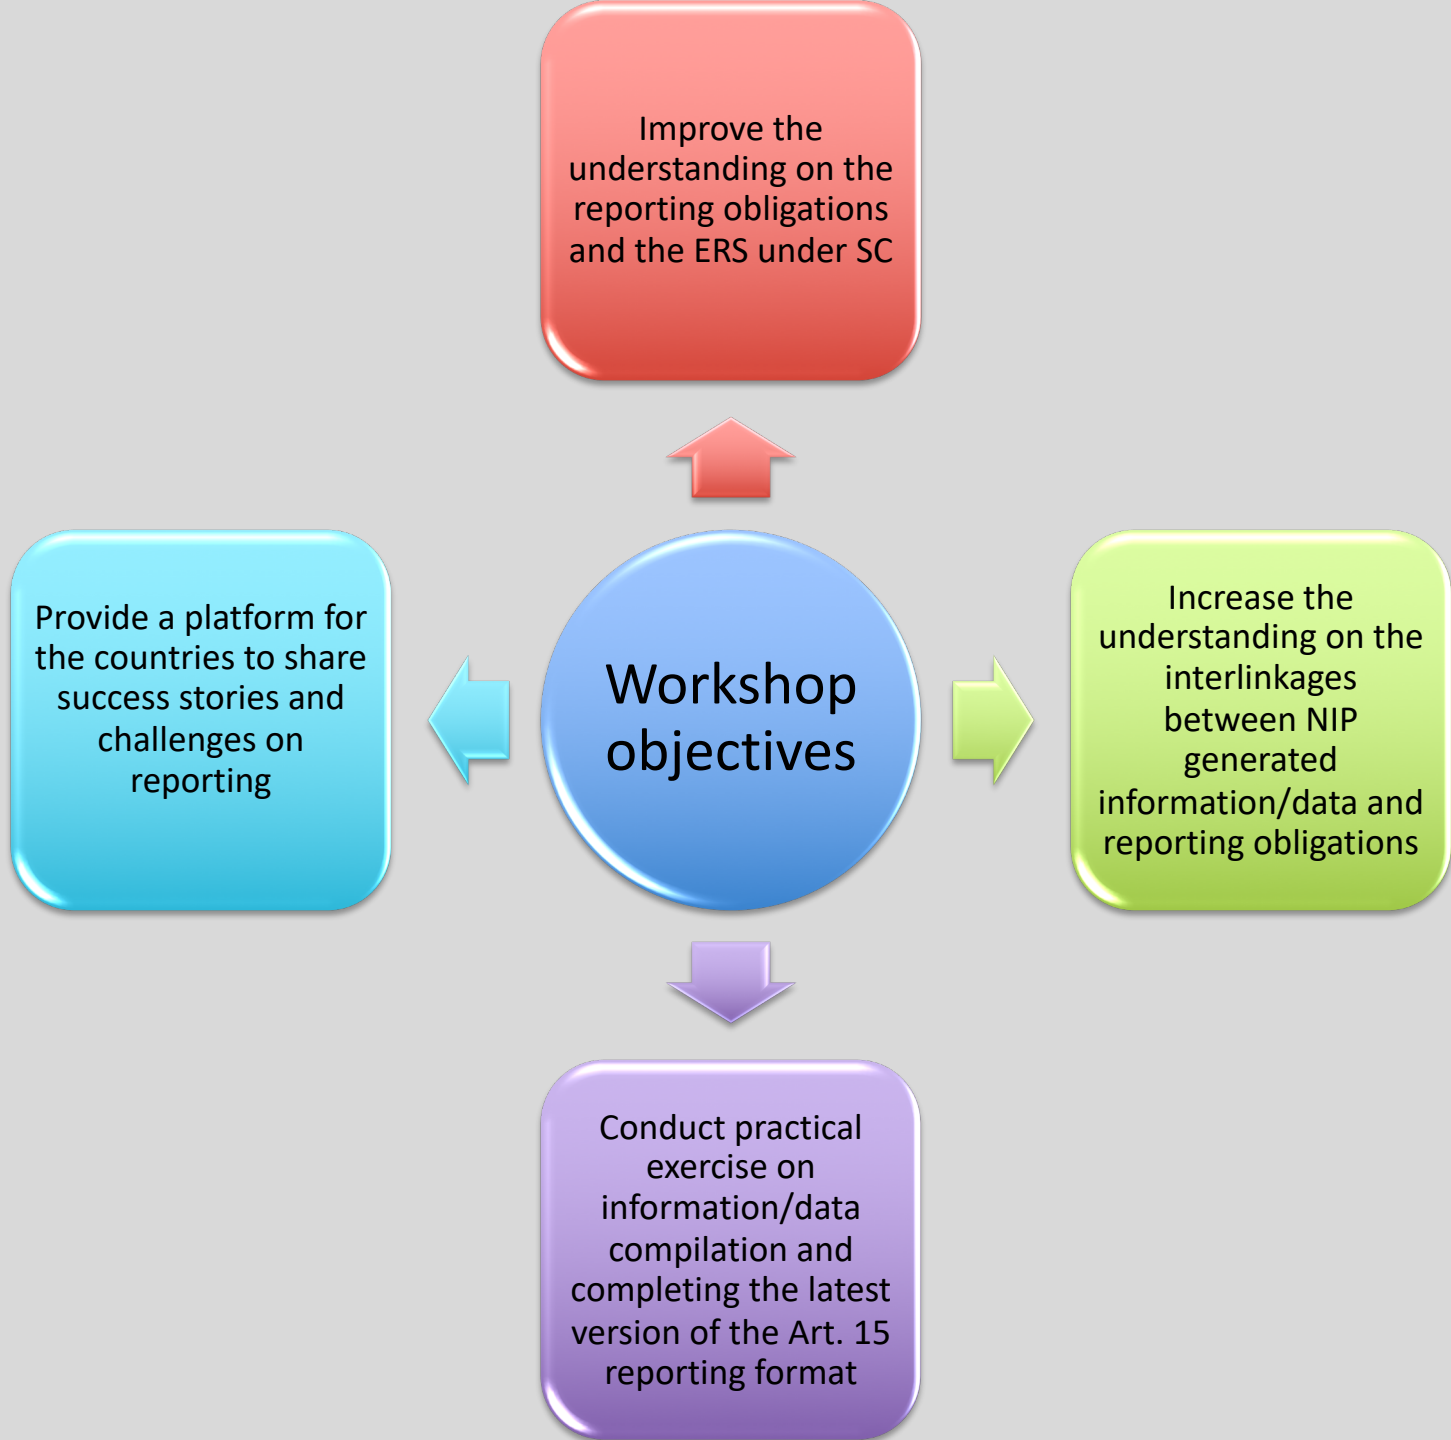 Improve the
understanding on the
reporting obligations
and the ERS under SC
Provide a platform for
the countries to share
success stories and
challenges on
reporting
Workshop
objectives
Increase the
understanding on the
interlinkages
between NIP
generated
information/data and
reporting obligations
Conduct practical
exercise on
information/data
compilation and
completing the latest
version of the Art. 15
reporting format